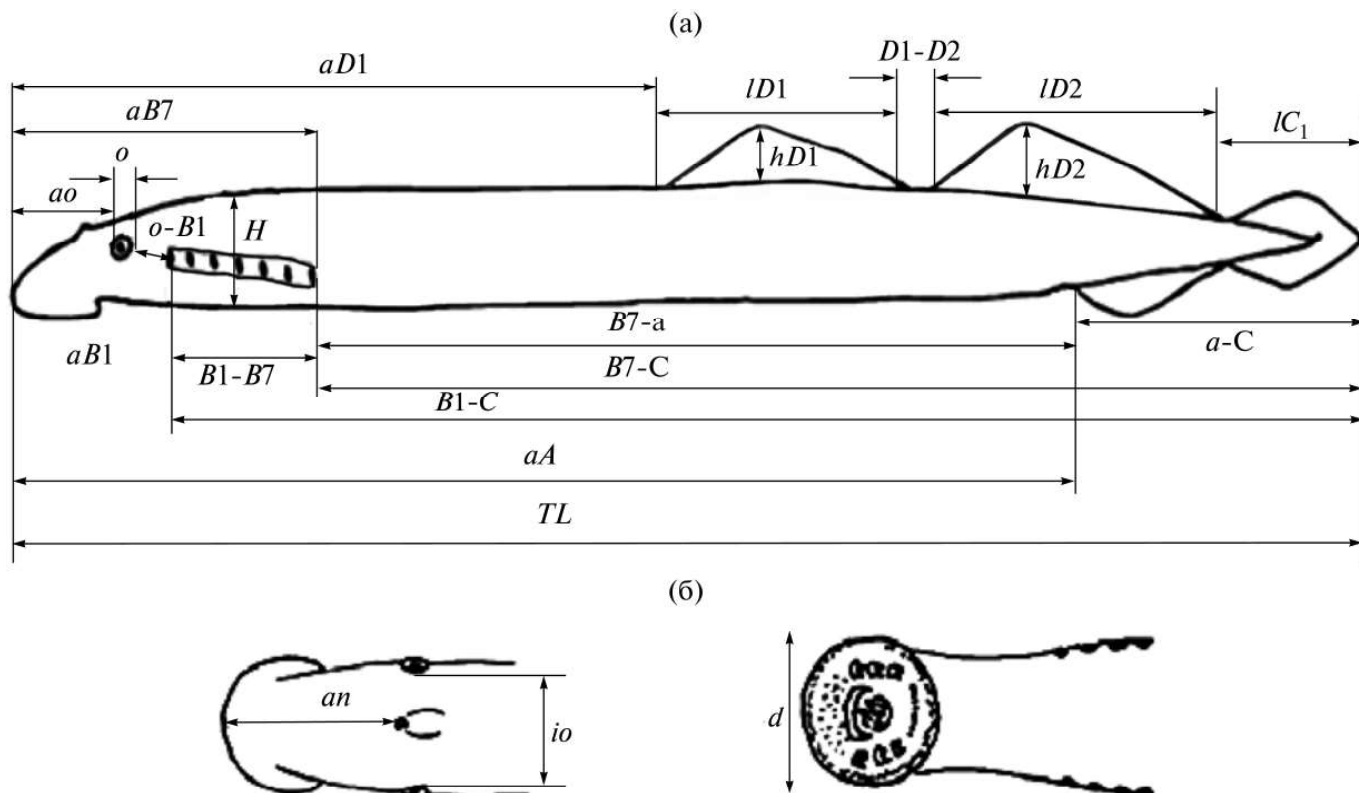 (а)
D1-D2
aD1
lD1
lD2
aB7
lC1
o
hD1
hD2
ao
o-B1
H
B7-a
aB1
a-C
B1-B7
B7-C
B1-C
aA
TL
(б)
an
io
d